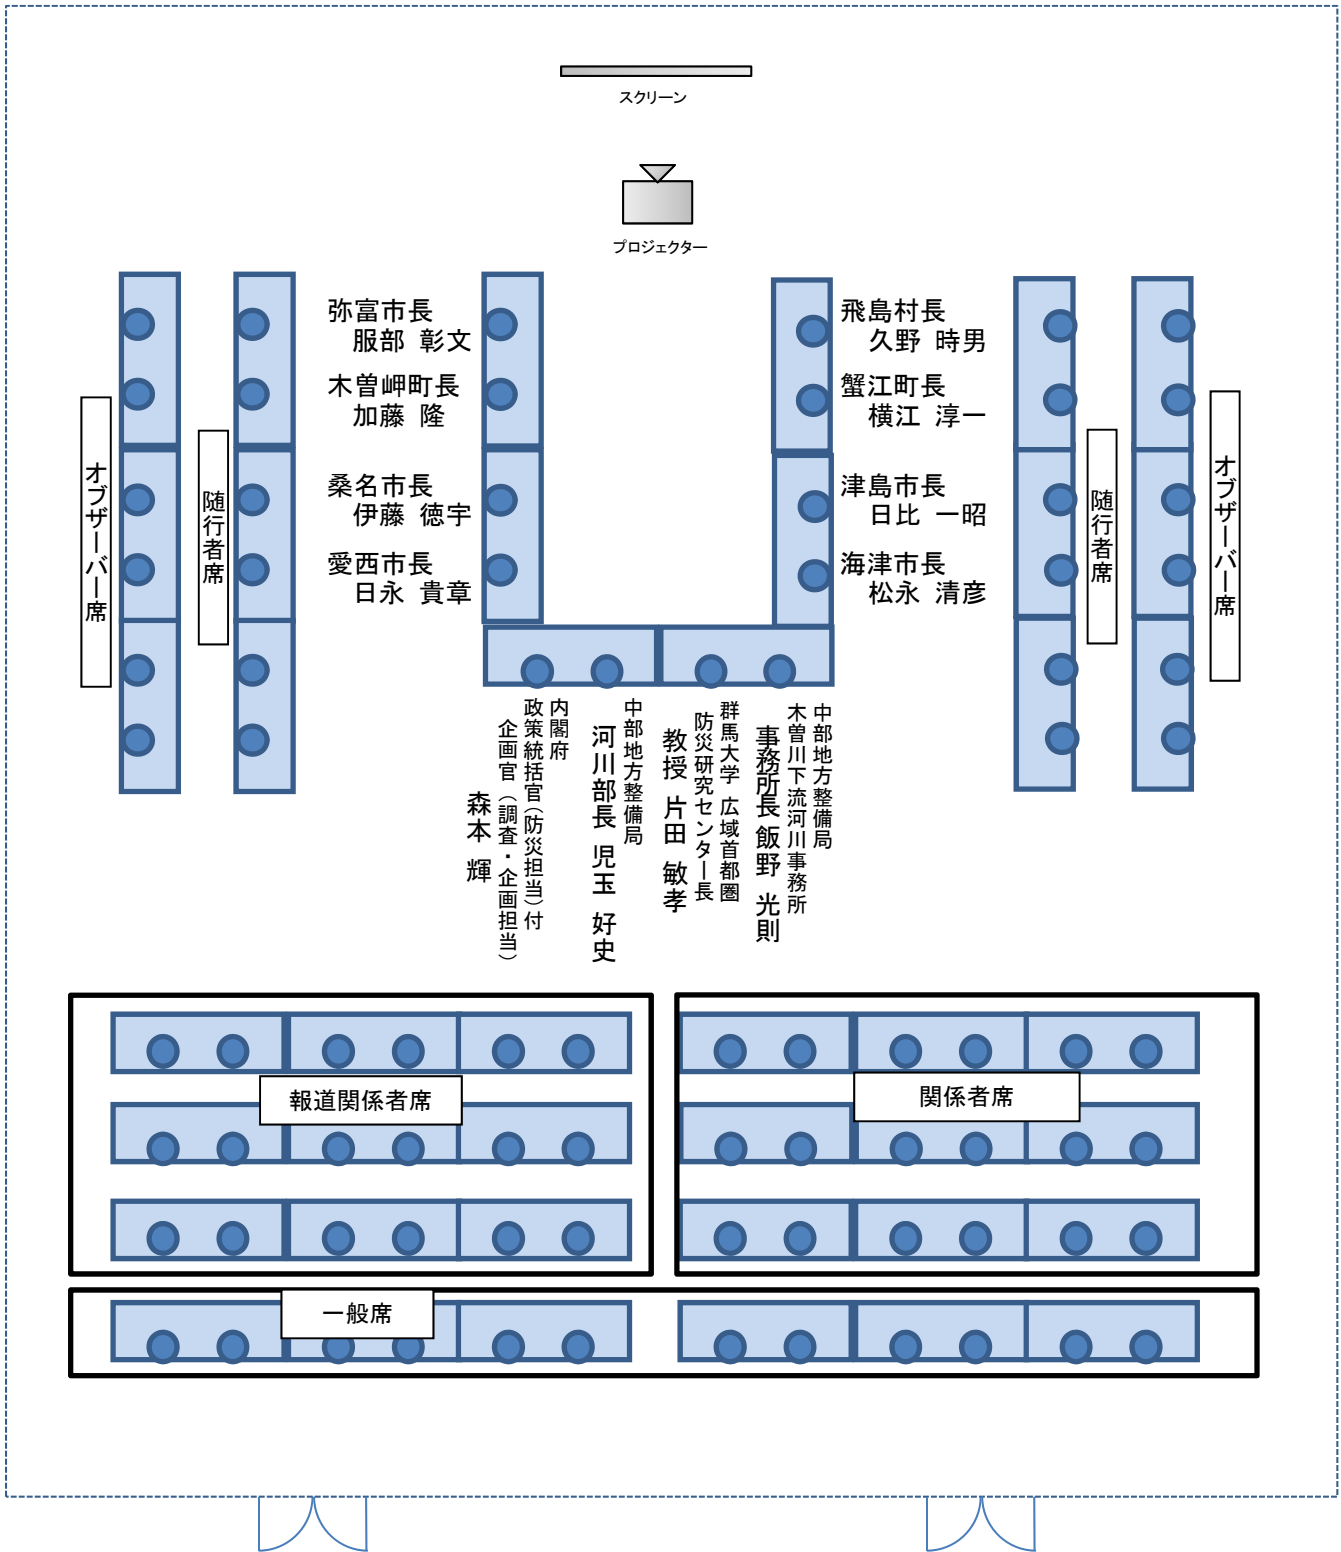 スクリーン
プロジェクター
弥富市長
服部 彰文
木曽岬町長
加藤 隆
桑名市長
伊藤 徳宇
愛西市長
日永 貴章
飛島村長
久野 時男
蟹江町長
横江 淳一
津島市長
日比 一昭
海津市長
松永 清彦
オブザーバー席
随行者席
随行者席
オブザーバー席
中部地方整備局
木曽川下流河川事務所
事務所長 飯野 光則
群馬大学 広域首都圏
防災研究センター長
教授 片田 敏孝
中部地方整備局
河川部長 児玉 好史
内閣府
政策統括官(防災担当)付
企画官(調査・企画担当)
森本 輝
報道関係者席
関係者席
一般席